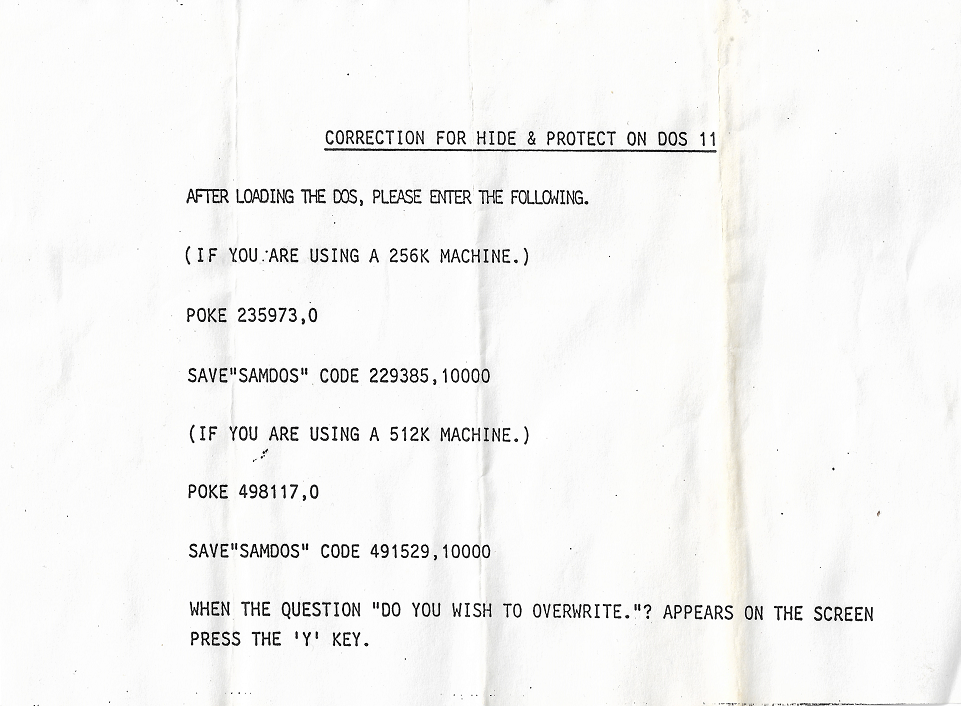 CORRECTION FOR HIDE & PROTECT ON DOS 11
AFTER LOADING THE DOS, PLEASE ENTER THE FOLLOWING.
(IF YOU ARE USING A 256K MACHINE.)
POKE 235973,0
SAVE"SAMDOS" CODE 229385,10000
(IF YOU ARE USING A 512K MACHINE.)
POKE 498117,0
SAVE"SAMDOS" CODE 491529,10000
WHEN THE QUESTION "DO YOU WISH TO OVERWRITE."? APPEARS ON THE SCREEN
PRESS THE 'Y' KEY.